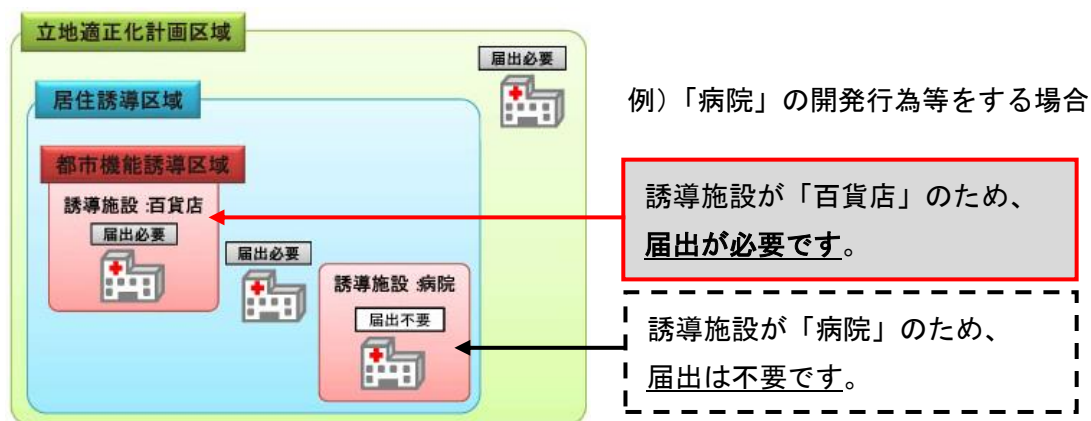 立地適正化計画区域
届出必要
居住誘導区域
例）「病院」の開発行為等をする場合
都市機能誘導区域
誘導施設:百貨店
届出必要
誘導施設が「百貨店」のため、
届出が必要です。
届出必要
誘導施設:病院
届出不要
誘導施設が「病院」のため、
届出は不要です。